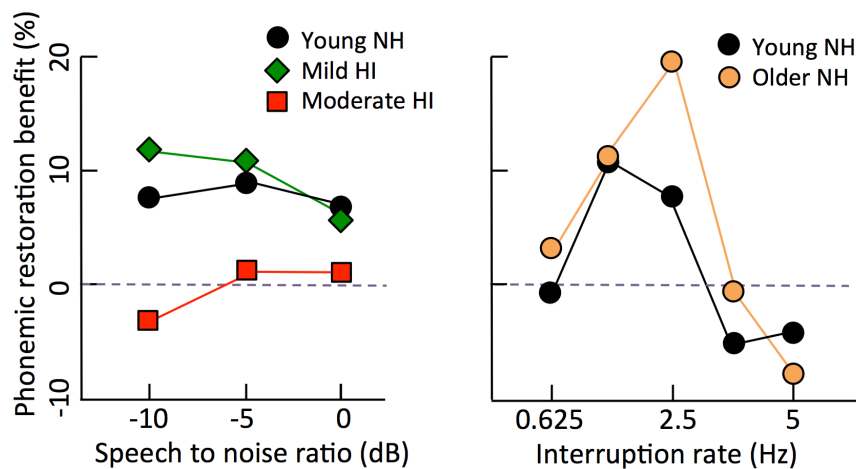 Phonemic restoration benefit (%)
20
10
0
-10
Young NH
Mild HI
Moderate HI
-10 -5 0
Speech to noise ratio (dB)
Young NH
Older NH
0.625 2.5 5
Interruption rate (Hz)